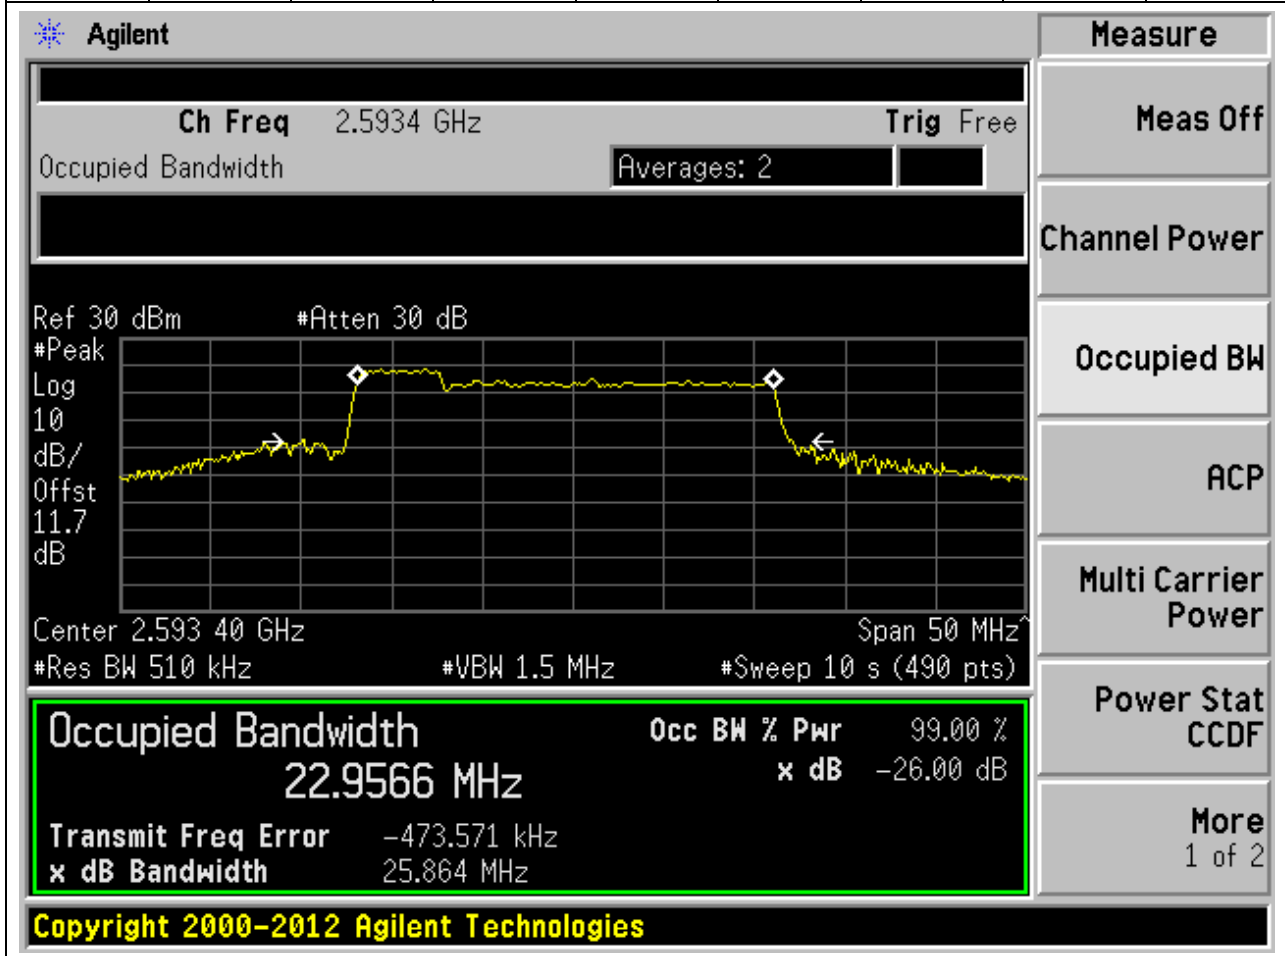 Agilent
Measure
Ch Freq 2.5934 GHz Trig Free
Meas Off
Occupied Bandwidth Averages: 2
Channel Power
Ref 30 dBm #Atten 30 dB
#Peak
Log
10
dB/
Offst
11.7
dB
Occupied BW
ACP
Center 2.593 40 GHz Span 50 MHz^
#Res BW 510 kHz #VBW 1.5 MHz #Sweep 10 s (490 pts)
Multi Carrier
Power
Occupied Bandwidth Occ BW % Pwr 99.00 %
22.9566 MHz x dB -26.00 dB
Transmit Freq Error -473.571 kHz
x dB Bandwidth 25.864 MHz
Power Stat
CCDF
More
1 of 2
Copyright 2000-2012 Agilent Technologies